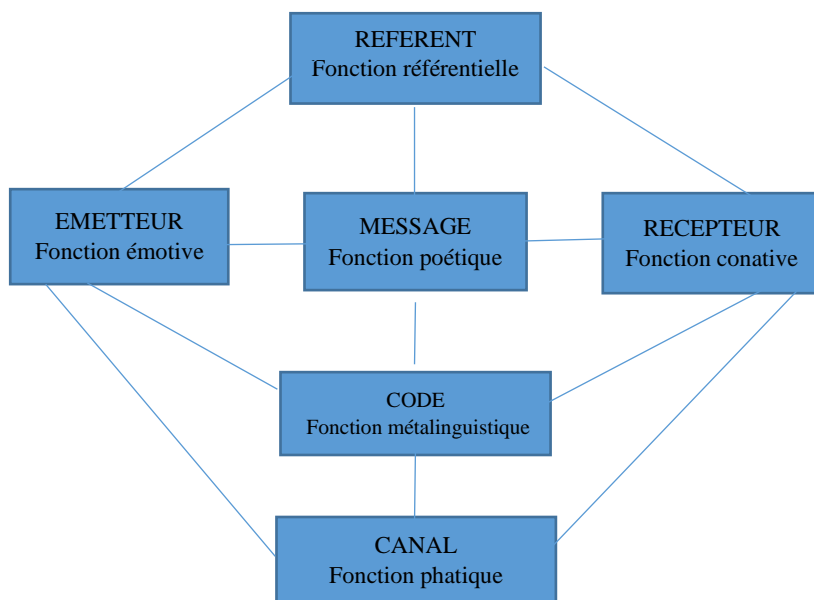 REFERENT
Fonction référentielle
EMETTEUR
Fonction émotive
MESSAGE
Fonction poétique
RECEPTEUR
Fonction conative
CODE
Fonction métalinguistique
CANAL
Fonction phatique